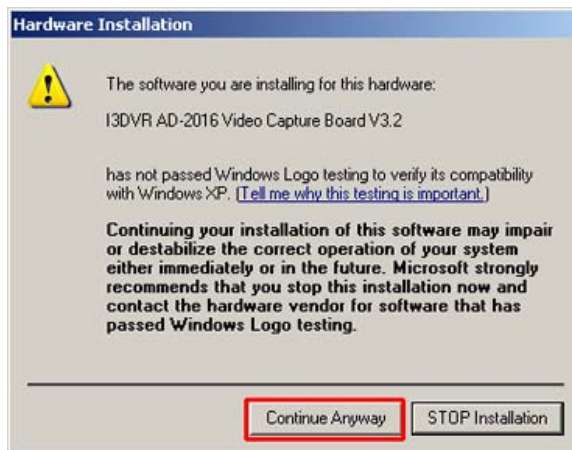 Hardware Installation
The software you are installing for this hardware:
I3DVR AD-2016 Video Capture Board V3.2
has not passed Windows Logo testing to verify its compatibility
with Windows XP. (Tell me why this testing is important.)
Continuing your installation of this software may impair
or destabilize the correct operation of your system
either immediately or in the future. Microsoft strongly
recommends that you stop this installation now and
contact the hardware vendor for software that has
passed Windows Logo testing.
Continue Anyway STOP Installation